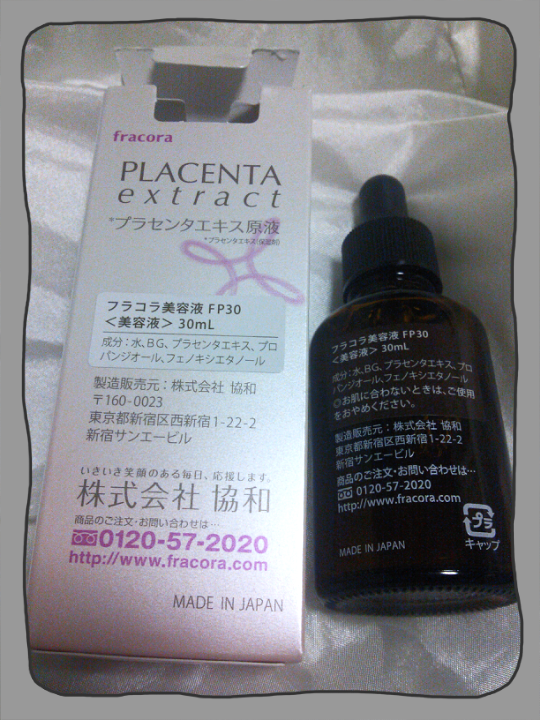 fracora
PLACENTA
extract
*プラセンタエキス原液
*プラセンタエキス(保湿剤)
フラコラ美容液 FP30
<美容液> 30mL
成分:水、BG、プラセンタエキス、プロ
パンジオール、フェノキシエタノール
製造販売元:株式会社 協和
〒160-0023
東京都新宿区西新宿1-22-2
新宿サンエービル
いきいき笑顔のある毎日、応援します。
株式会社 協和
商品のご注文・お問い合わせは…
0120-57-2020
http://www.fracora.com
MADE IN JAPAN
フラコラ美容液 FP30
<美容液> 30mL
成分:水、BG、プラセンタエキス、プロ
パンジオール、フェノキシエタノール
◎お肌に合わないときは、ご使用
をおやめください。
製造販売元:株式会社 協和
東京都新宿区西新宿1-22-2
新宿サンエービル
商品のご注文・お問い合わせは…
0120-57-2020
http://www.fracora.com
MADE IN JAPAN
プラ
キャップ